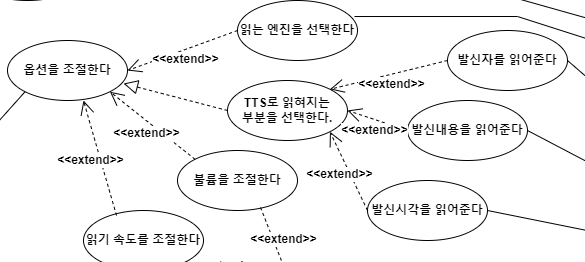 읽는 엔진을 선택한다
<<extend>>
옵션을 조절한다
발신자를 읽어준다
<<extend>>
TTS로 읽혀지는
부분을 선택한다.
<<extend>>
<<extend>>
발신내용을 읽어준다
<<extend>>
<<extend>>
볼륨을 조절한다
발신시각을 읽어준다
읽기 속도를 조절한다
<<extend>>